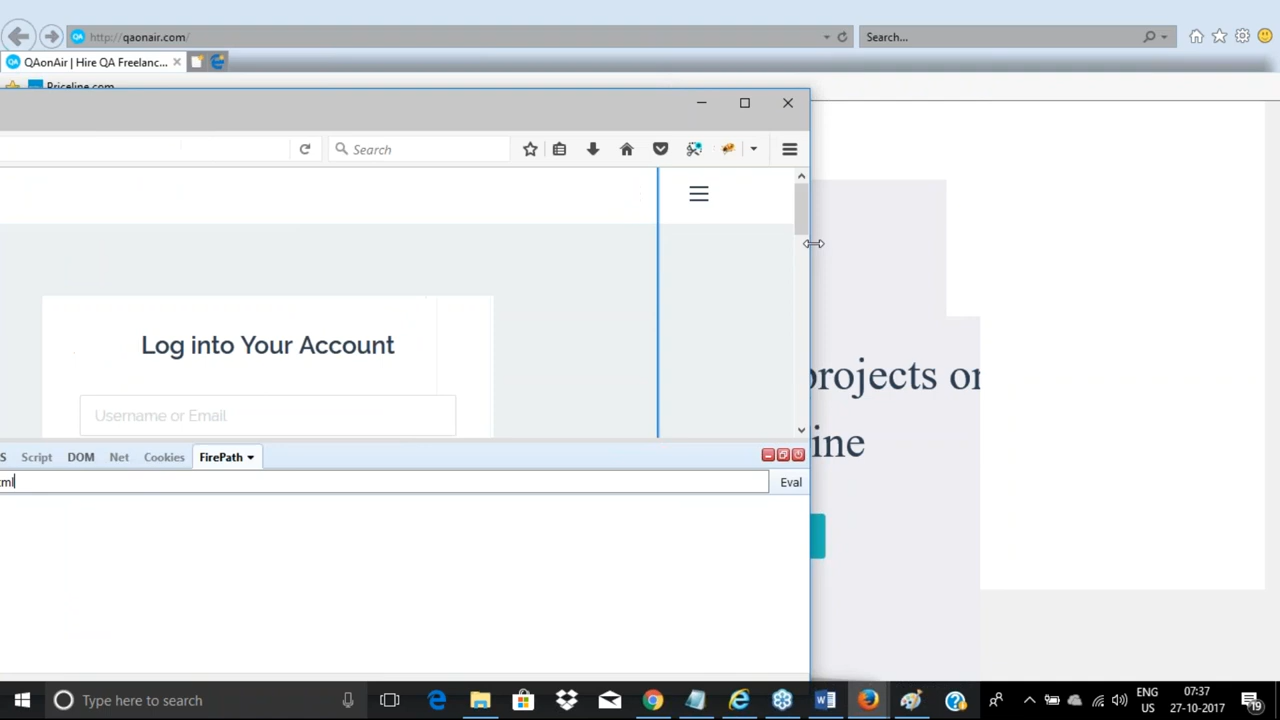 http://qaonair.com/
Search...
QAonAir | Hire QA Freelanc...
Priceline.com
Search
Log into Your Account
Username or Email
projects or
ine
S Script DOM Net Cookies FirePath
tml
Eval
Type here to search
ENG
US
07:37
27-10-2017
19